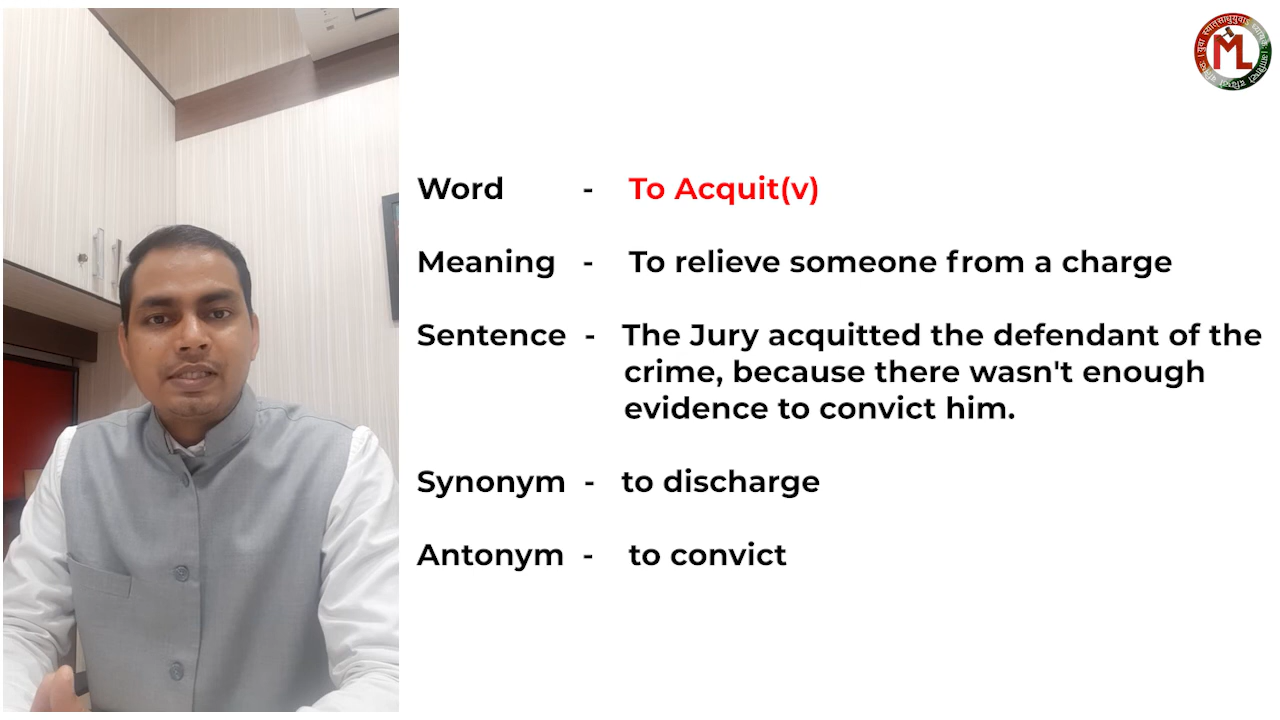 Word - To Acquit(v)
Meaning - To relieve someone from a charge
Sentence - The Jury acquitted the defendant of the
crime, because there wasn't enough
evidence to convict him.
Synonym - to discharge
Antonym - to convict
ML